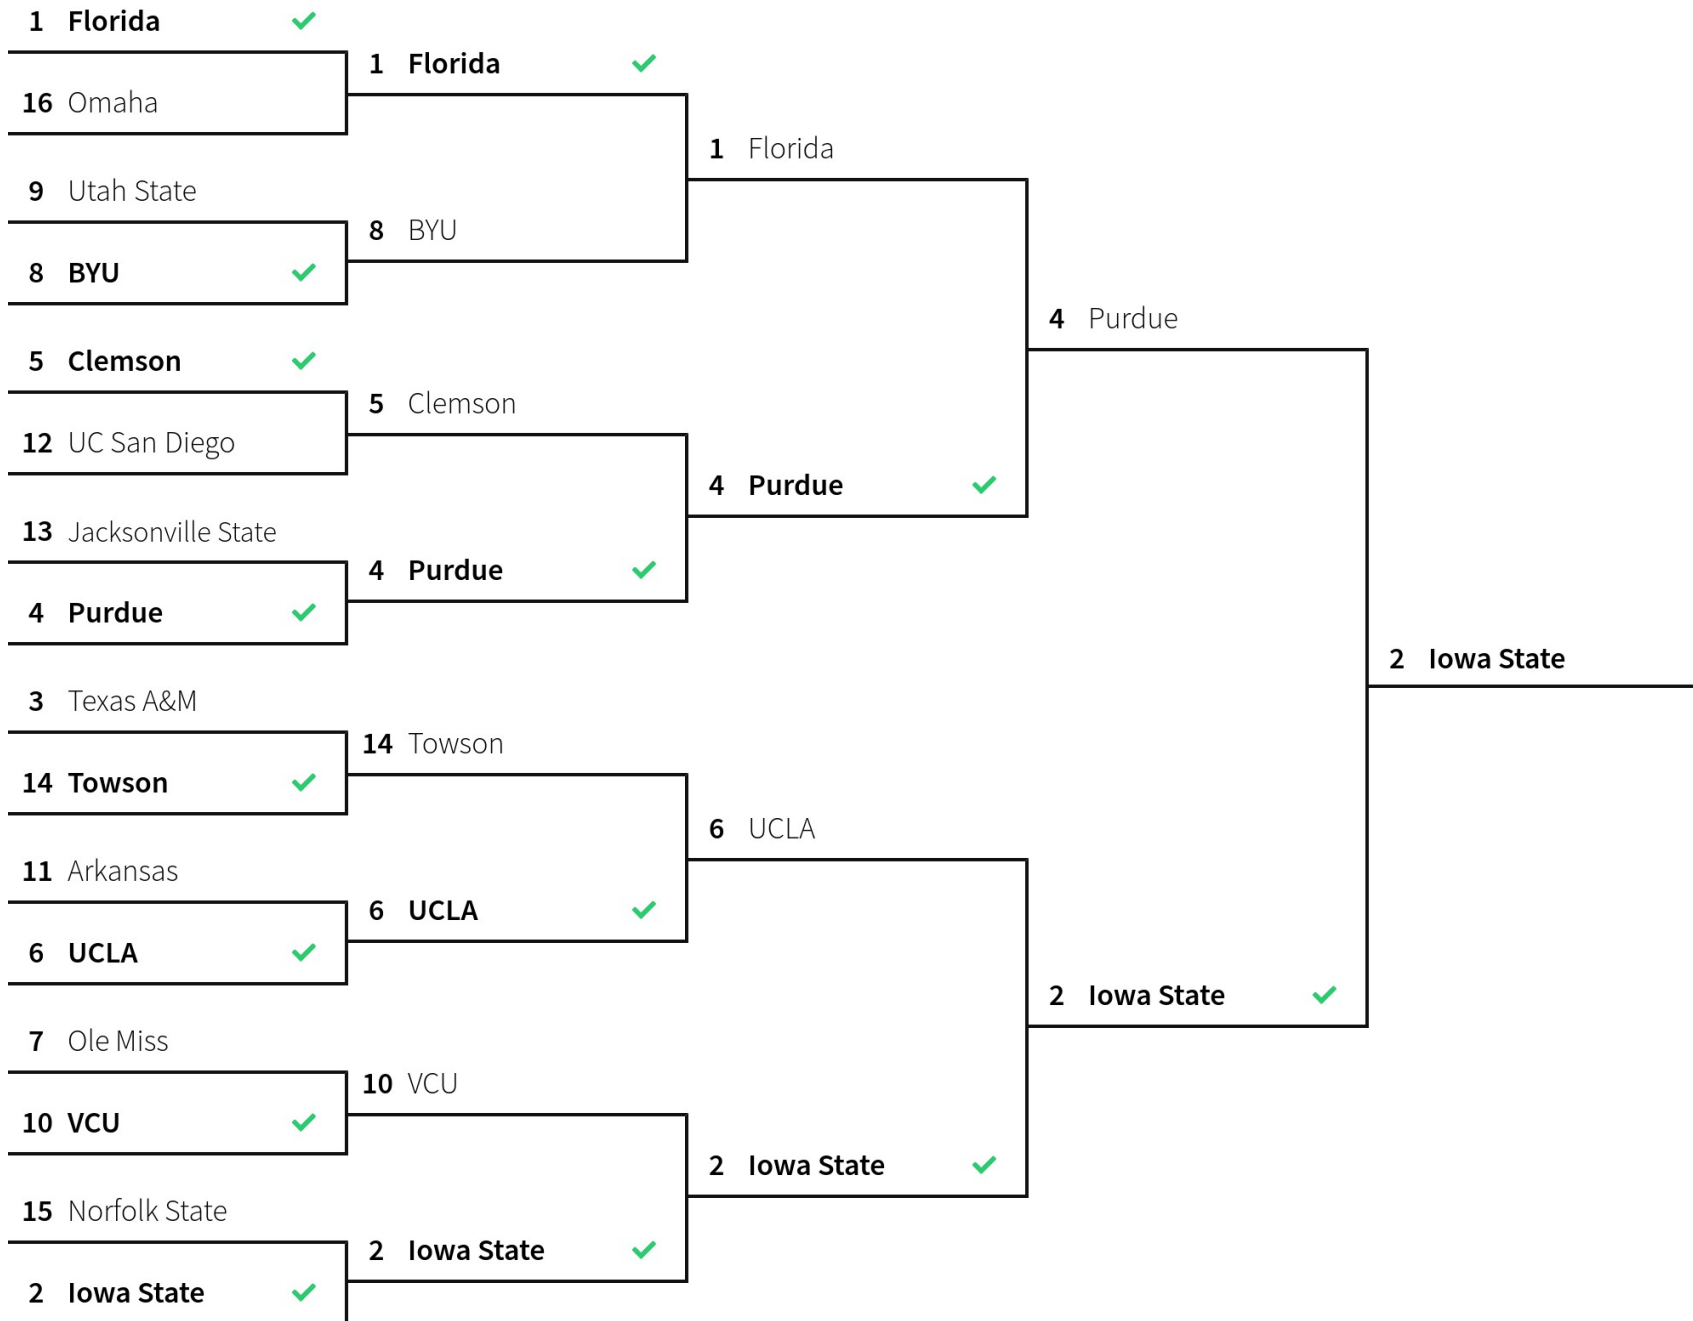 1 Florida
16 Omaha
9 Utah State
8 BYU
5 Clemson
12 UC San Diego
13 Jacksonville State
4 Purdue
3 Texas A&M
14 Towson
11 Arkansas
6 UCLA
7 Ole Miss
10 VCU
15 Norfolk State
2 Iowa State
1 Florida
8 BYU
5 Clemson
4 Purdue
14 Towson
6 UCLA
10 VCU
2 Iowa State
1 Florida
4 Purdue
6 UCLA
2 Iowa State
4 Purdue
2 Iowa State
2 Iowa State